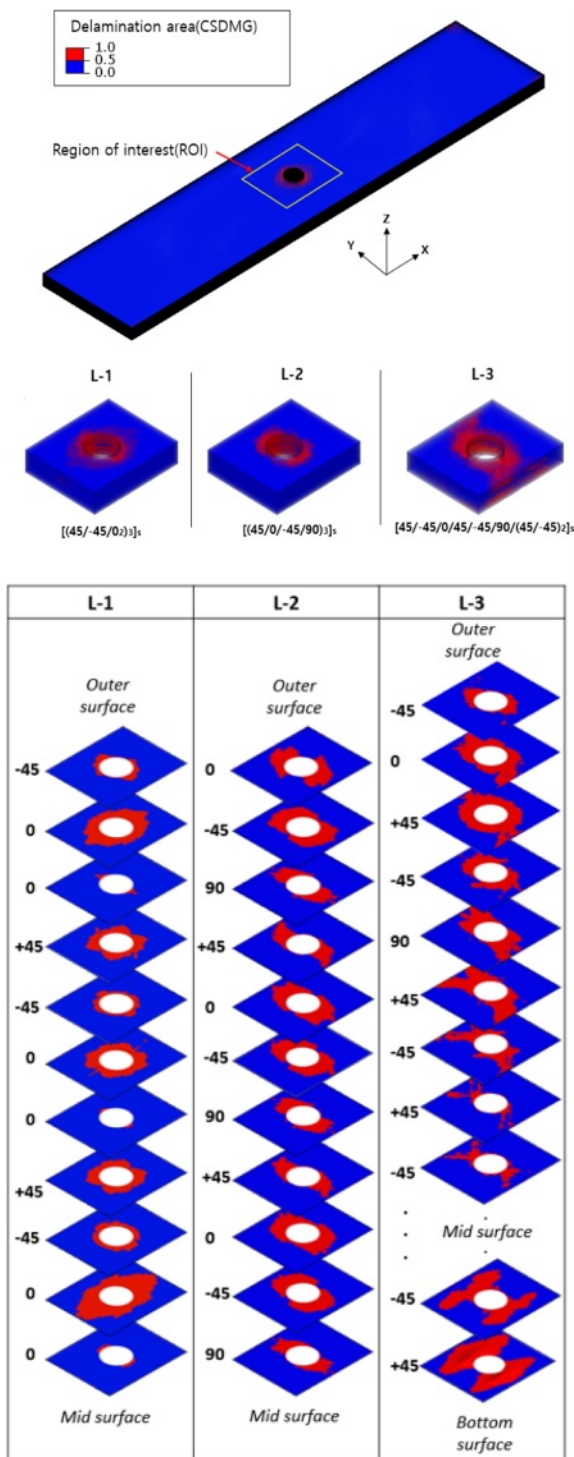 Delamination area(CSDMG)
1.0
0.5
0.0
Region of interest(ROI)
Z
Y
X
L-1
L-2
L-3
[(45/-45/0₂)₃]s
[(45/0/-45/90)₃]s
[45/-45/0/45/-45/90/(45/-45)₂]s
L-1
L-2
L-3
Outer
surface
-45
0
0
+45
-45
0
0
+45
-45
0
0
Mid surface
Outer
surface
0
-45
90
+45
0
-45
90
+45
0
-45
90
Mid surface
Outer
surface
-45
0
+45
-45
90
+45
-45
+45
-45
Mid surface
-45
+45
Bottom
surface